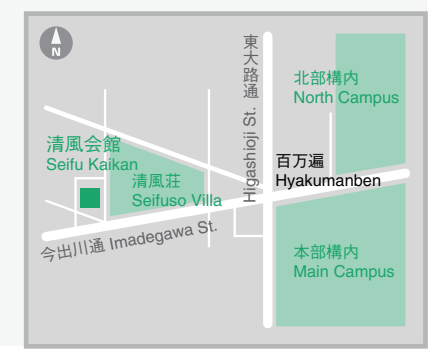 N
東大路通 Higashioji St.
北部構内
North Campus
清風会館
Seifu Kaikan
百万遍
Hyakumanben
清風荘
Seifuso Villa
今出川通 Imadegawa St.
本部構内
Main Campus